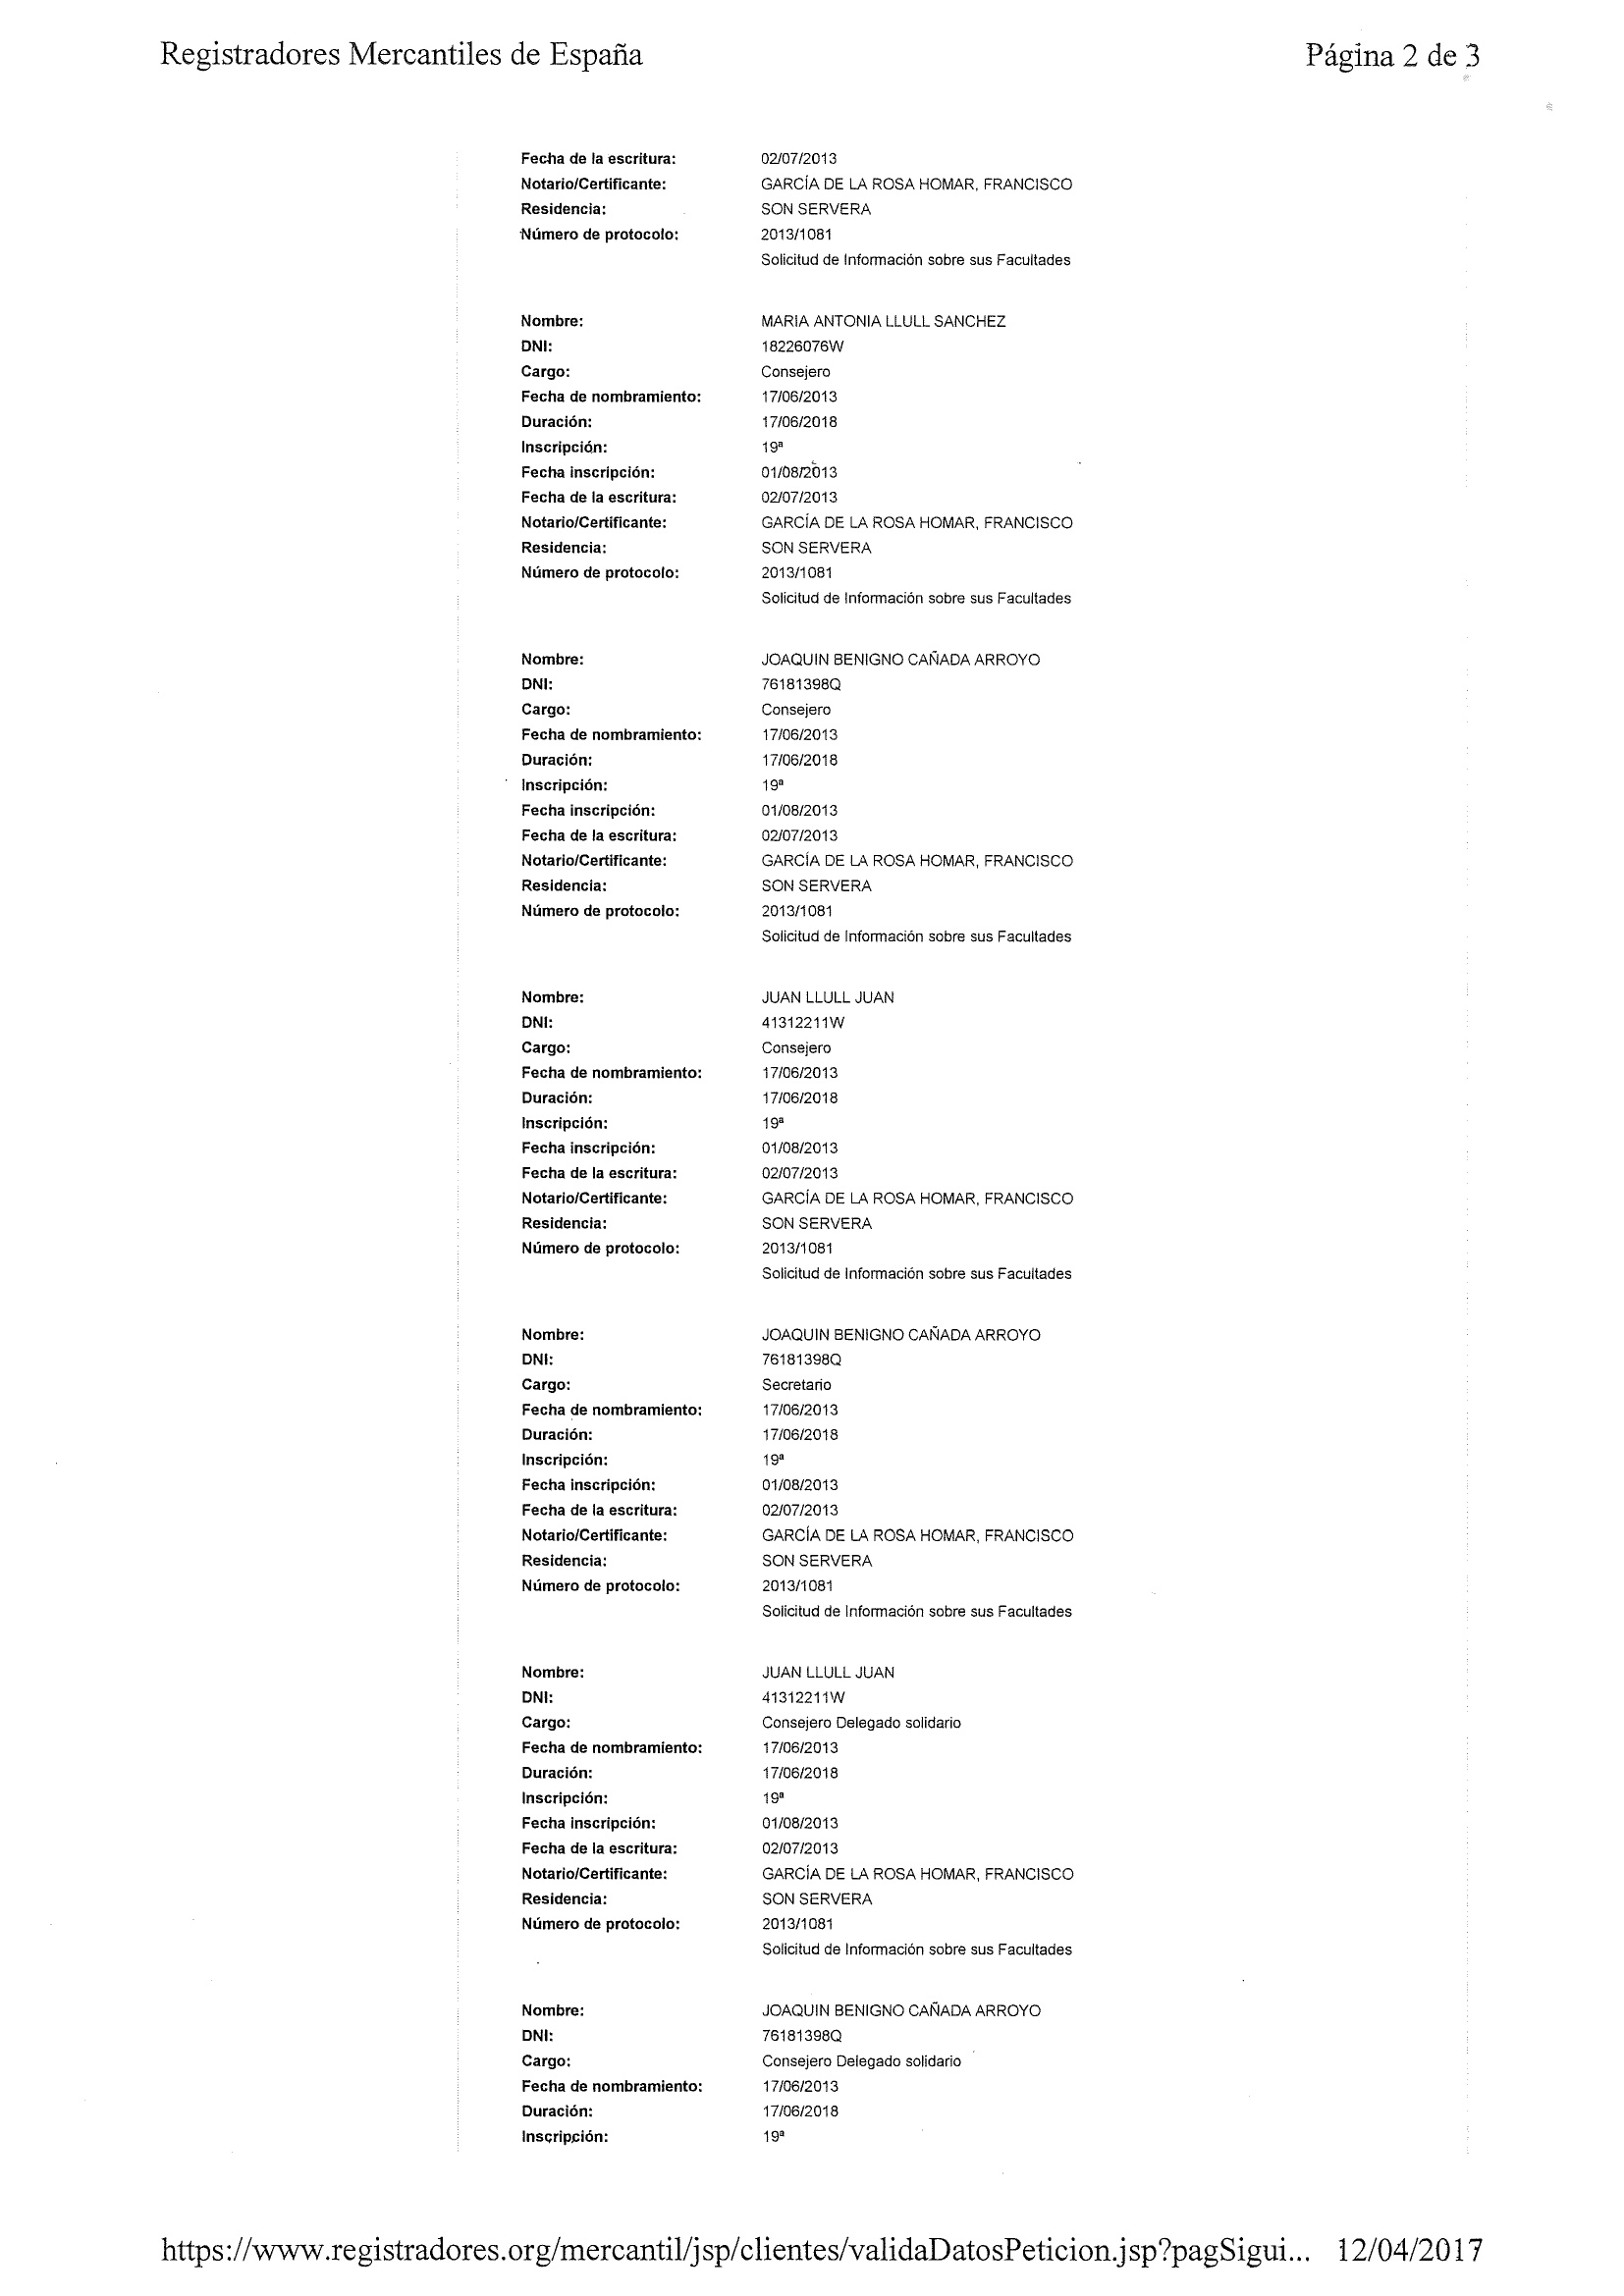 Registradores Mercantiles de España Página 2 de 3
Fecha de la escritura: 02/07/2013
Notario/Certificante: GARCÍA DE LA ROSA HOMAR, FRANCISCO
Residencia: SON SERVERA
Número de protocolo: 2013/1081
Solicitud de Información sobre sus Facultades
Nombre: MARIA ANTONIA LLULL SANCHEZ
DNI: 18226076W
Cargo: Consejero
Fecha de nombramiento: 17/06/2013
Duración: 17/06/2018
Inscripción: 19ª
Fecha inscripción: 01/08/2013
Fecha de la escritura: 02/07/2013
Notario/Certificante: GARCÍA DE LA ROSA HOMAR, FRANCISCO
Residencia: SON SERVERA
Número de protocolo: 2013/1081
Solicitud de Información sobre sus Facultades
Nombre: JOAQUIN BENIGNO CAÑADA ARROYO
DNI: 76181398Q
Cargo: Consejero
Fecha de nombramiento: 17/06/2013
Duración: 17/06/2018
Inscripción: 19ª
Fecha inscripción: 01/08/2013
Fecha de la escritura: 02/07/2013
Notario/Certificante: GARCÍA DE LA ROSA HOMAR, FRANCISCO
Residencia: SON SERVERA
Número de protocolo: 2013/1081
Solicitud de Información sobre sus Facultades
Nombre: JUAN LLULL JUAN
DNI: 41312211W
Cargo: Consejero
Fecha de nombramiento: 17/06/2013
Duración: 17/06/2018
Inscripción: 19ª
Fecha inscripción: 01/08/2013
Fecha de la escritura: 02/07/2013
Notario/Certificante: GARCÍA DE LA ROSA HOMAR, FRANCISCO
Residencia: SON SERVERA
Número de protocolo: 2013/1081
Solicitud de Información sobre sus Facultades
Nombre: JOAQUIN BENIGNO CAÑADA ARROYO
DNI: 76181398Q
Cargo: Secretario
Fecha de nombramiento: 17/06/2013
Duración: 17/06/2018
Inscripción: 19ª
Fecha inscripción: 01/08/2013
Fecha de la escritura: 02/07/2013
Notario/Certificante: GARCÍA DE LA ROSA HOMAR, FRANCISCO
Residencia: SON SERVERA
Número de protocolo: 2013/1081
Solicitud de Información sobre sus Facultades
Nombre: JUAN LLULL JUAN
DNI: 41312211W
Cargo: Consejero Delegado solidario
Fecha de nombramiento: 17/06/2013
Duración: 17/06/2018
Inscripción: 19ª
Fecha inscripción: 01/08/2013
Fecha de la escritura: 02/07/2013
Notario/Certificante: GARCÍA DE LA ROSA HOMAR, FRANCISCO
Residencia: SON SERVERA
Número de protocolo: 2013/1081
Solicitud de Información sobre sus Facultades
Nombre: JOAQUIN BENIGNO CAÑADA ARROYO
DNI: 76181398Q
Cargo: Consejero Delegado solidario
Fecha de nombramiento: 17/06/2013
Duración: 17/06/2018
Inscripción: 19ª
https://www.registradores.org/mercantil/jsp/clientes/validaDatosPeticion.jsp?pagSigui... 12/04/2017